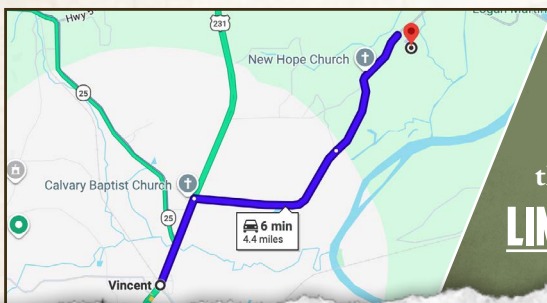 Hwy
231
New Hope Church
25
Calvary Baptist Church
25
6 min
4.4 miles
Vincent